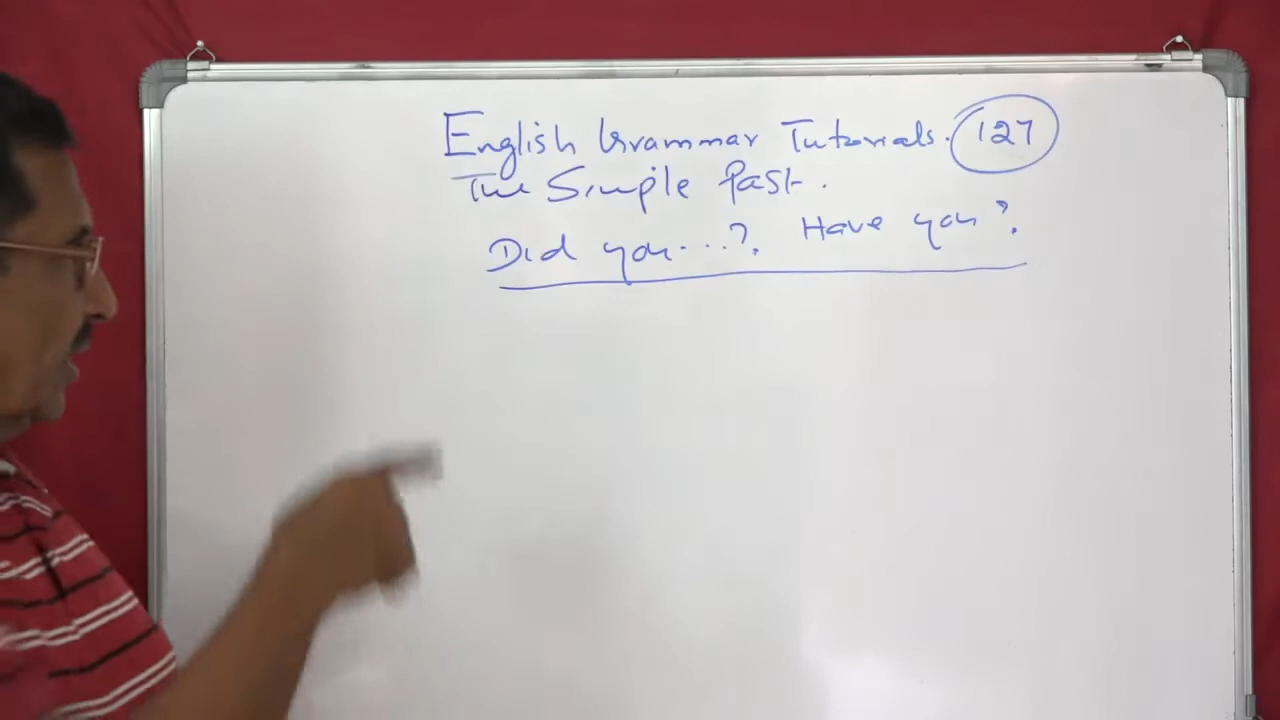 English Grammar Tutorials. 127
The Simple Past.
Did you...? Have you?